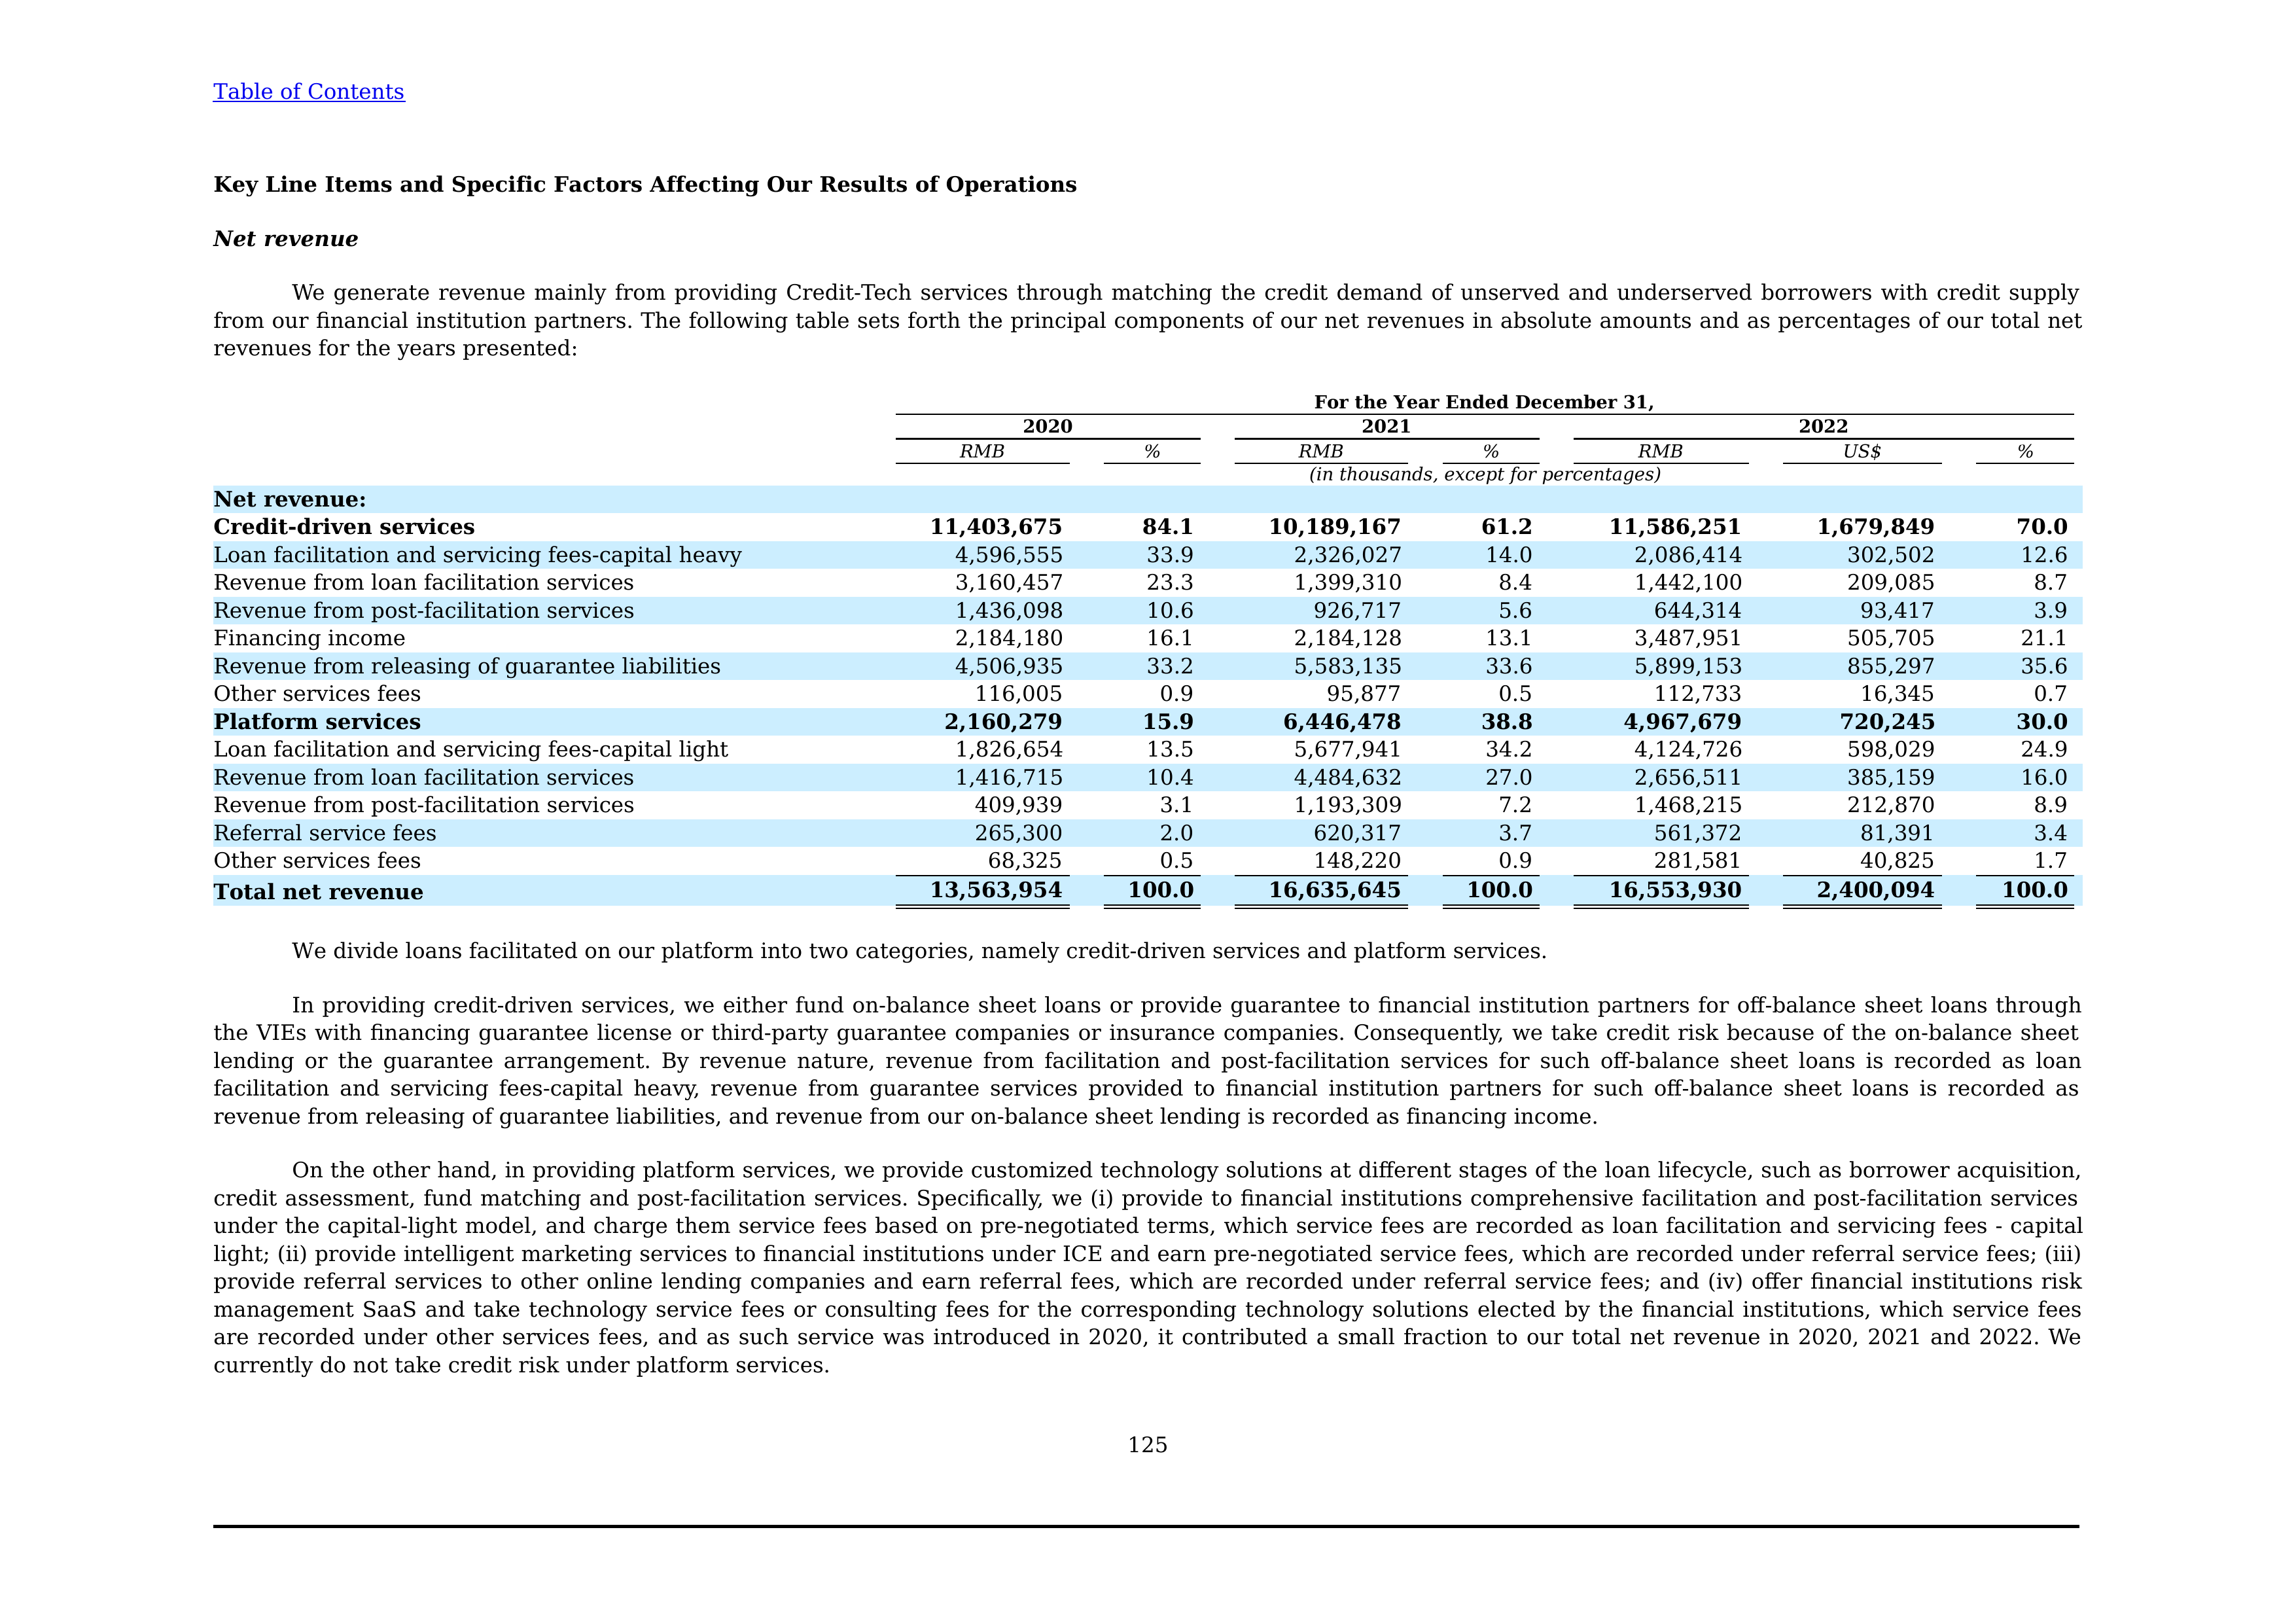 Table of Contents
Key Line Items and Specific Factors Affecting Our Results of Operations
Net revenue
We generate revenue mainly from providing Credit-Tech services through matching the credit demand of unserved and underserved borrowers with credit supply
from our financial institution partners. The following table sets forth the principal components of our net revenues in absolute amounts and as percentages of our total net
revenues for the years presented:
For the Year Ended December 31,
2020 2021 2022
RMB % RMB % RMB US$ %
(in thousands, except for percentages)
Net revenue:
Credit-driven services 11,403,675 84.1 10,189,167 61.2 11,586,251 1,679,849 70.0
Loan facilitation and servicing fees-capital heavy 4,596,555 33.9 2,326,027 14.0 2,086,414 302,502 12.6
Revenue from loan facilitation services 3,160,457 23.3 1,399,310 8.4 1,442,100 209,085 8.7
Revenue from post-facilitation services 1,436,098 10.6 926,717 5.6 644,314 93,417 3.9
Financing income 2,184,180 16.1 2,184,128 13.1 3,487,951 505,705 21.1
Revenue from releasing of guarantee liabilities 4,506,935 33.2 5,583,135 33.6 5,899,153 855,297 35.6
Other services fees 116,005 0.9 95,877 0.5 112,733 16,345 0.7
Platform services 2,160,279 15.9 6,446,478 38.8 4,967,679 720,245 30.0
Loan facilitation and servicing fees-capital light 1,826,654 13.5 5,677,941 34.2 4,124,726 598,029 24.9
Revenue from loan facilitation services 1,416,715 10.4 4,484,632 27.0 2,656,511 385,159 16.0
Revenue from post-facilitation services 409,939 3.1 1,193,309 7.2 1,468,215 212,870 8.9
Referral service fees 265,300 2.0 620,317 3.7 561,372 81,391 3.4
Other services fees 68,325 0.5 148,220 0.9 281,581 40,825 1.7
Total net revenue 13,563,954 100.0 16,635,645 100.0 16,553,930 2,400,094 100.0
We divide loans facilitated on our platform into two categories, namely credit-driven services and platform services.
In providing credit-driven services, we either fund on-balance sheet loans or provide guarantee to financial institution partners for off-balance sheet loans through
the VIEs with financing guarantee license or third-party guarantee companies or insurance companies. Consequently, we take credit risk because of the on-balance sheet
lending or the guarantee arrangement. By revenue nature, revenue from facilitation and post-facilitation services for such off-balance sheet loans is recorded as loan
facilitation and servicing fees-capital heavy, revenue from guarantee services provided to financial institution partners for such off-balance sheet loans is recorded as
revenue from releasing of guarantee liabilities, and revenue from our on-balance sheet lending is recorded as financing income.
On the other hand, in providing platform services, we provide customized technology solutions at different stages of the loan lifecycle, such as borrower acquisition,
credit assessment, fund matching and post-facilitation services. Specifically, we (i) provide to financial institutions comprehensive facilitation and post-facilitation services
under the capital-light model, and charge them service fees based on pre-negotiated terms, which service fees are recorded as loan facilitation and servicing fees - capital
light; (ii) provide intelligent marketing services to financial institutions under ICE and earn pre-negotiated service fees, which are recorded under referral service fees; (iii)
provide referral services to other online lending companies and earn referral fees, which are recorded under referral service fees; and (iv) offer financial institutions risk
management SaaS and take technology service fees or consulting fees for the corresponding technology solutions elected by the financial institutions, which service fees
are recorded under other services fees, and as such service was introduced in 2020, it contributed a small fraction to our total net revenue in 2020, 2021 and 2022. We
currently do not take credit risk under platform services.
125